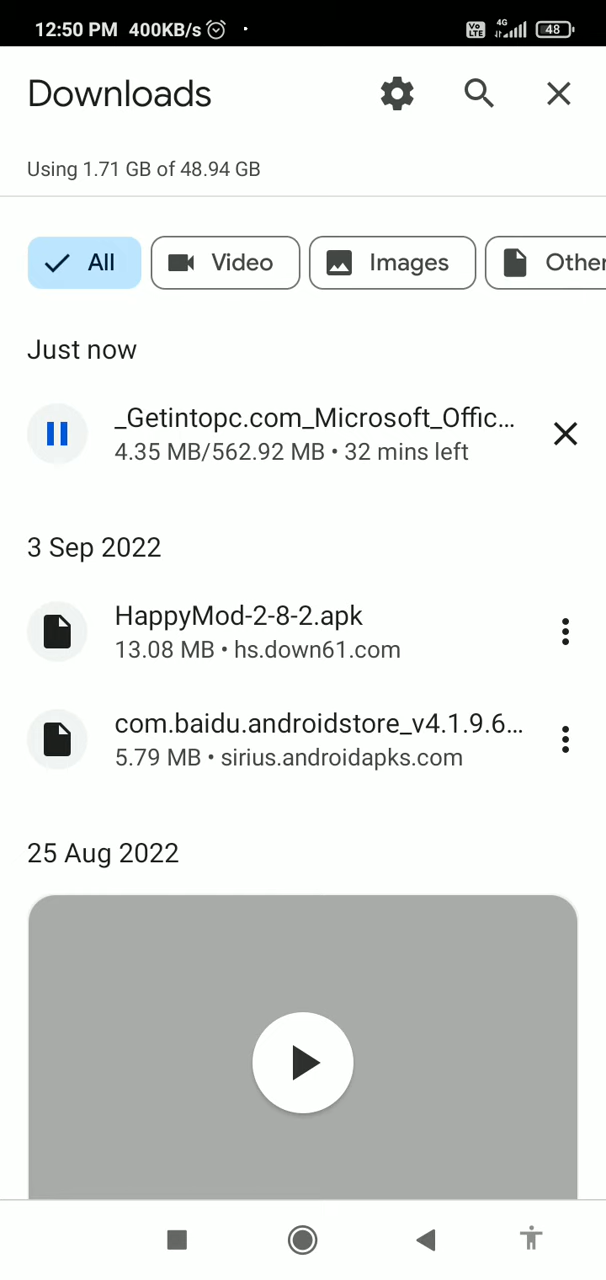 12:50 PM 400KB/s
Vo LTE 4G 48
Downloads
Using 1.71 GB of 48.94 GB
All Video Images Other
Just now
_Getintopc.com_Microsoft_Offic...
4.35 MB/562.92 MB • 32 mins left
3 Sep 2022
HappyMod-2-8-2.apk
13.08 MB • hs.down61.com
com.baidu.androidstore_v4.1.9.6...
5.79 MB • sirius.androidapks.com
25 Aug 2022